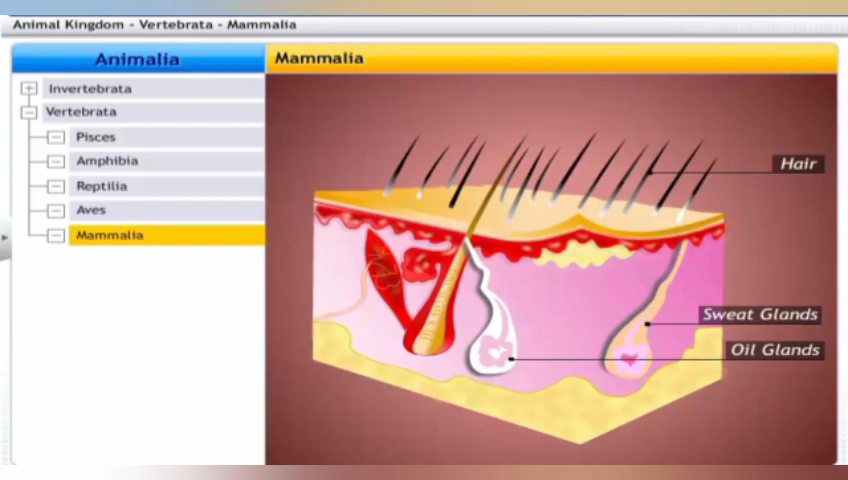 Animal Kingdom - Vertebrata - Mammalia
Animalia
Invertebrata
Vertebrata
Pisces
Amphibia
Reptilia
Aves
Mammalia
Mammalia
Hair
Sweat Glands
Oil Glands